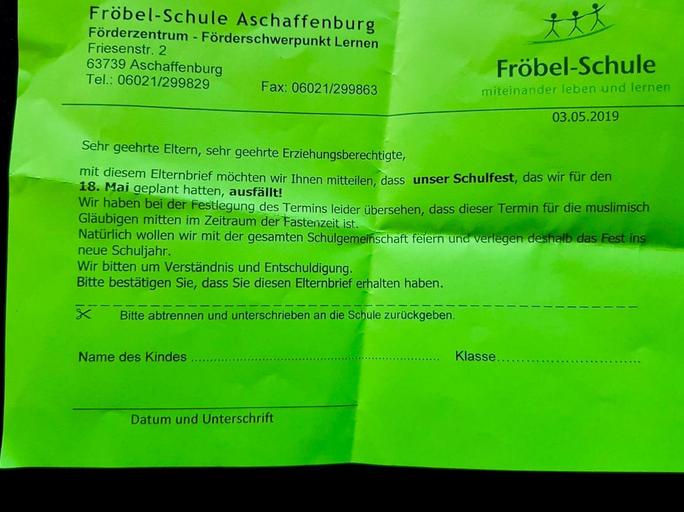 Fröbel-Schule Aschaffenburg
Förderzentrum - Förderschwerpunkt Lernen
Friesenstr. 2
63739 Aschaffenburg
Tel.: 06021/299829 Fax: 06021/299863
Fröbel-Schule
miteinander leben und lernen
03.05.2019
Sehr geehrte Eltern, sehr geehrte Erziehungsberechtigte,
mit diesem Elternbrief möchten wir Ihnen mitteilen, dass unser Schulfest, das wir für den
18. Mai geplant hatten, ausfällt!
Wir haben bei der Festlegung des Termins leider übersehen, dass dieser Termin für die muslimisch
Gläubigen mitten im Zeitraum der Fastenzeit ist.
Natürlich wollen wir mit der gesamten Schulgemeinschaft feiern und verlegen deshalb das Fest ins
neue Schuljahr.
Wir bitten um Verständnis und Entschuldigung.
Bitte bestätigen Sie, dass Sie diesen Elternbrief erhalten haben.
Bitte abtrennen und unterschrieben an die Schule zurückgeben.
Name des Kindes ........................................ Klasse..............................
Datum und Unterschrift